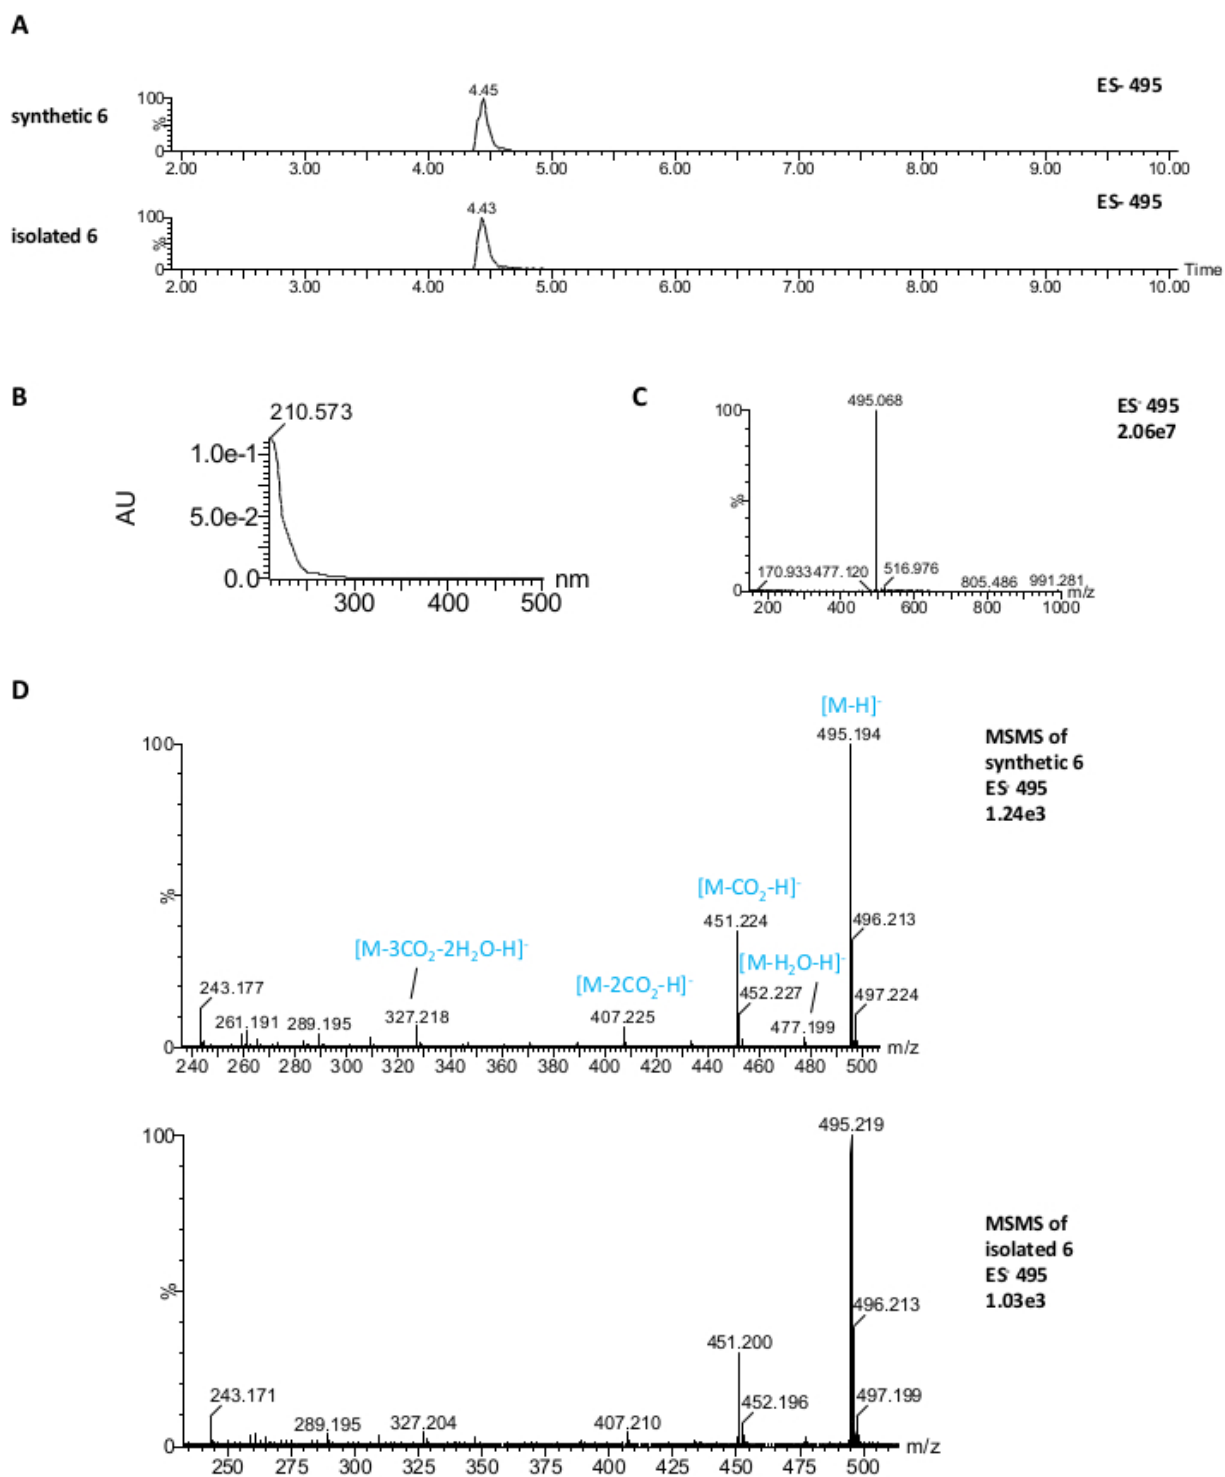 A
synthetic 6
ES- 495
4.45
100
%
0
2.00 3.00 4.00 5.00 6.00 7.00 8.00 9.00 10.00
isolated 6
ES- 495
4.43
100
%
0
Time
2.00 3.00 4.00 5.00 6.00 7.00 8.00 9.00 10.00
B
210.573
1.0e-1
AU
5.0e-2
0.0
nm
300 400 500
C
ES- 495
2.06e7
495.068
100
%
170.933 477.120 516.976 805.486 991.281
0
m/z
200 400 600 800 1000
D
[M-H]-
495.194
100
MSMS of
synthetic 6
ES- 495
1.24e3
%
[M-CO2-H]-
451.224
496.213
[M-3CO2-2H2O-H]-
[M-H2O-H]-
[M-2CO2-H]-
243.177
452.227
497.224
261.191 289.195 327.218 407.225 477.199
0
m/z
240 260 280 300 320 340 360 380 400 420 440 460 480 500
495.219
100
MSMS of
isolated 6
ES- 495
1.03e3
%
496.213
451.200
243.171
452.196
497.199
289.195 327.204 407.210
0
m/z
250 275 300 325 350 375 400 425 450 475 500